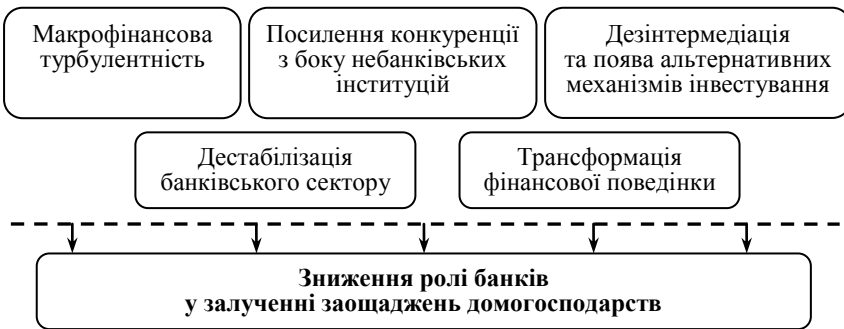 Макрофінансова
турбулентність
Посилення конкуренції
з боку небанківських
інституцій
Дезінтермедіація
та поява альтернативних
механізмів інвестування
Дестабілізація
банківського сектору
Трансформація
фінансової поведінки
Зниження ролі банків
у залученні заощаджень домогосподарств